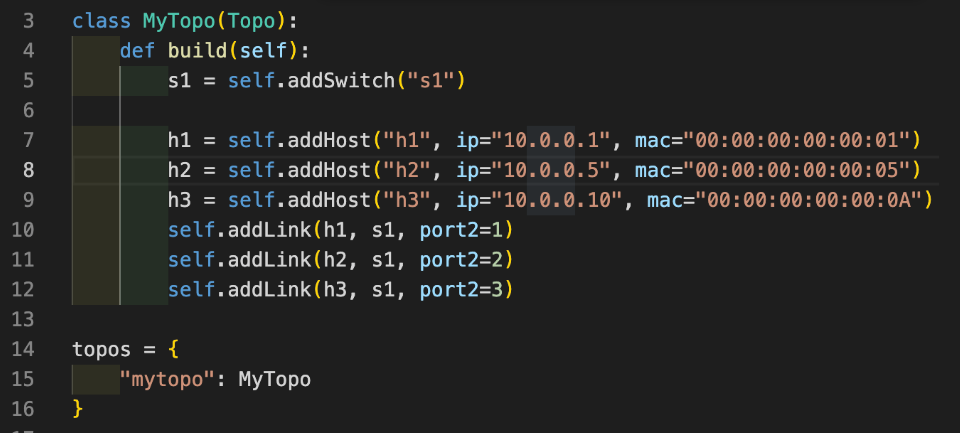 3 class MyTopo(Topo):
4     def build(self):
5         s1 = self.addSwitch("s1")
6
7         h1 = self.addHost("h1", ip="10.0.0.1", mac="00:00:00:00:00:01")
8         h2 = self.addHost("h2", ip="10.0.0.5", mac="00:00:00:00:00:05")
9         h3 = self.addHost("h3", ip="10.0.0.10", mac="00:00:00:00:00:0A")
10         self.addLink(h1, s1, port2=1)
11         self.addLink(h2, s1, port2=2)
12         self.addLink(h3, s1, port2=3)
13
14 topos = {
15     "mytopo": MyTopo
16 }